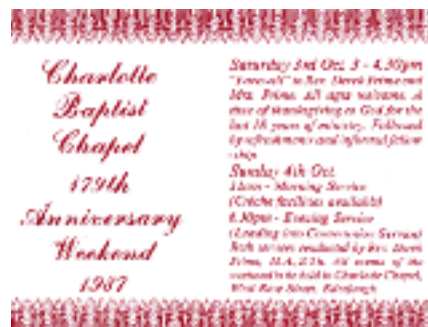 Charlotte
Baptist
Chapel
179th
Anniversary
Weekend
1987
Saturday 3rd Oct. 3 - 4.30pm
"Farewell" to Rev. Derek Prime and
Mrs. Prime. All ages welcome. A
time of thanksgiving to God for the
last 18 years of ministry. Followed
by refreshments and informal fellow
-ship.
Sunday 4th Oct.
11am - Morning Service
(Crèche facilities available)
6.30pm - Evening Service
(Leading into Communion Service)
Both services conducted by Rev. Derek
Prime, M.A., S.Th. All events of the
weekend to be held in Charlotte Chapel,
West Rose Street, Edinburgh.